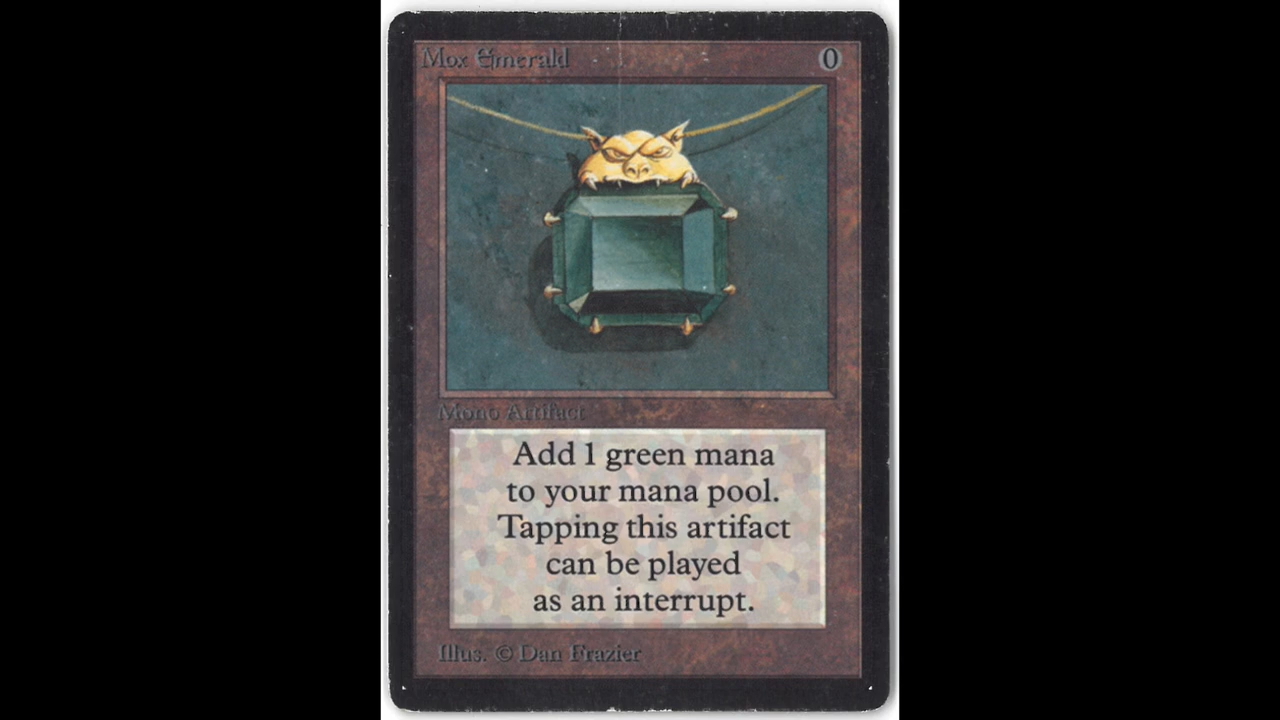 Mox Emerald 0
Mono Artifact
Add 1 green mana
to your mana pool.
Tapping this artifact
can be played
as an interrupt.
Illus. © Dan Frazier